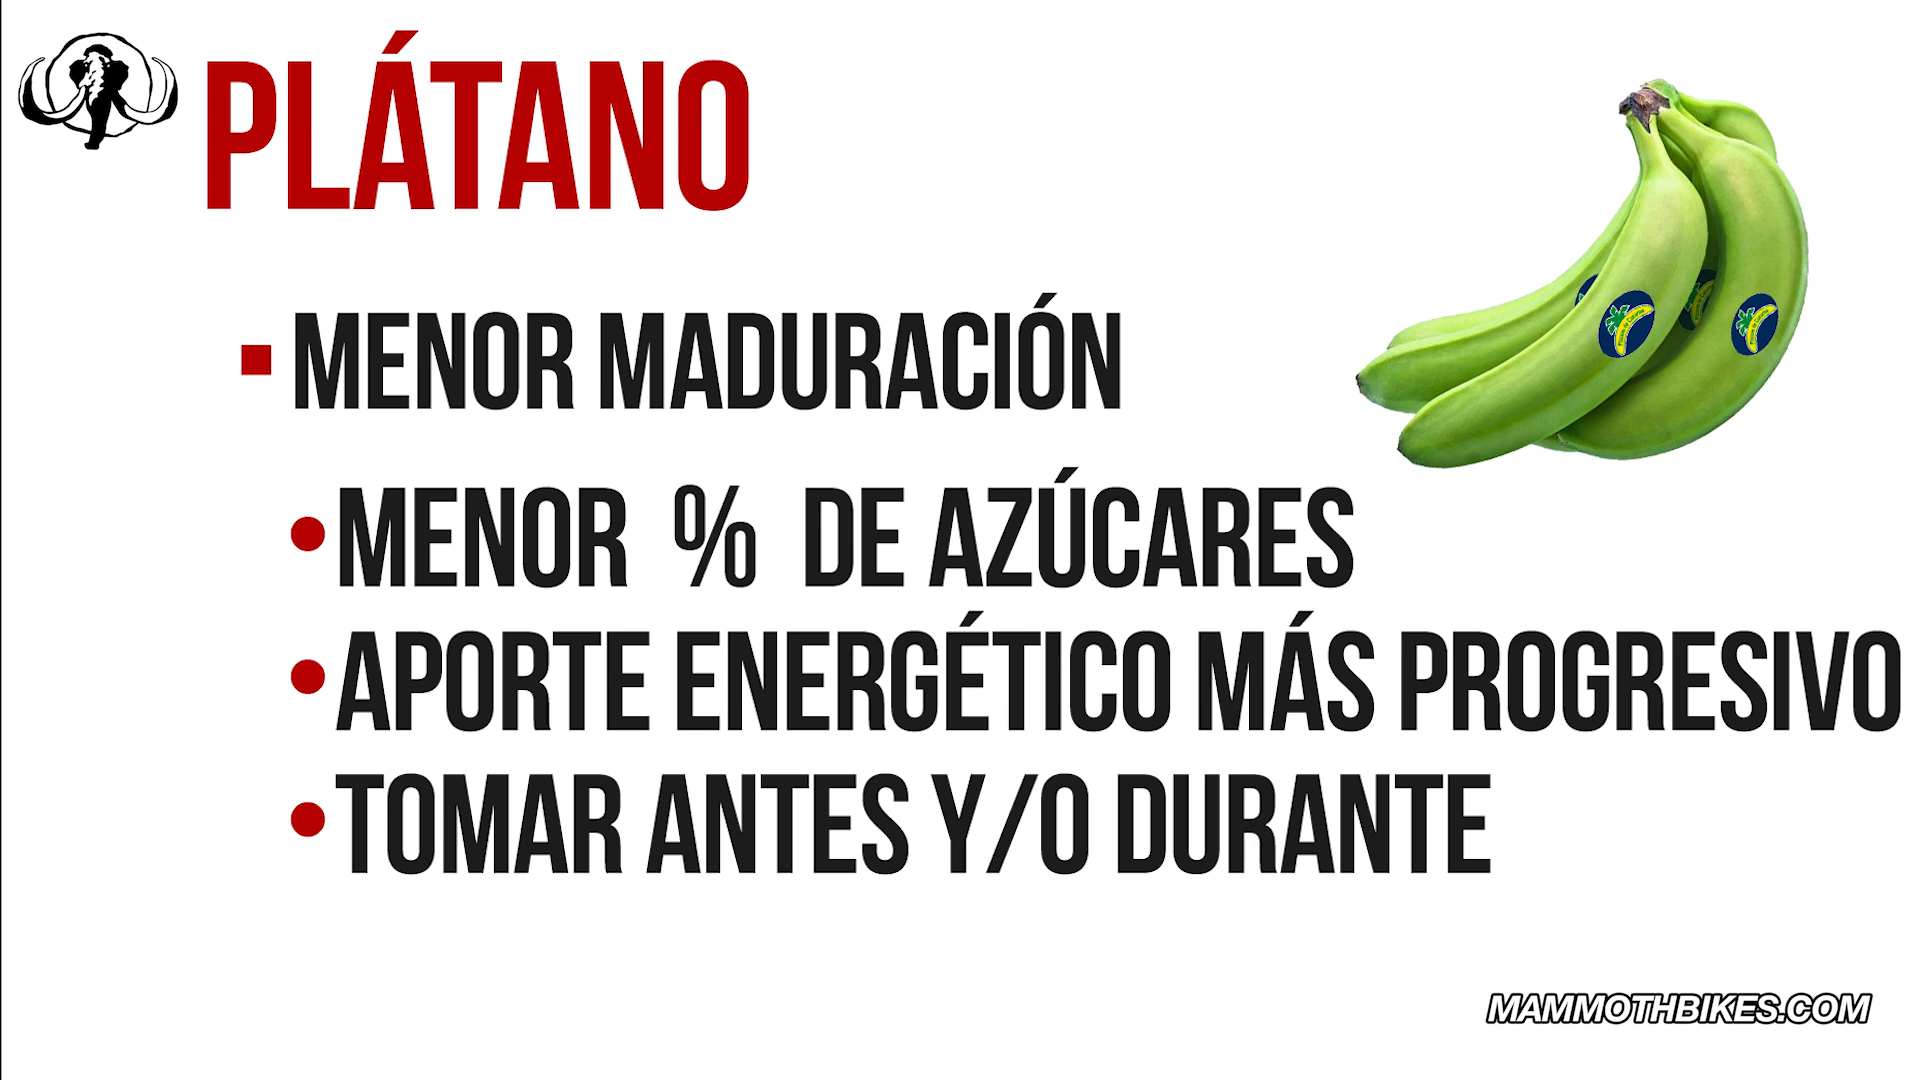 PLÁTANO
MENOR MADURACIÓN
MENOR % DE AZÚCARES
APORTE ENERGÉTICO MÁS PROGRESIVO
TOMAR ANTES Y/O DURANTE
MAMMOTHBIKES.COM